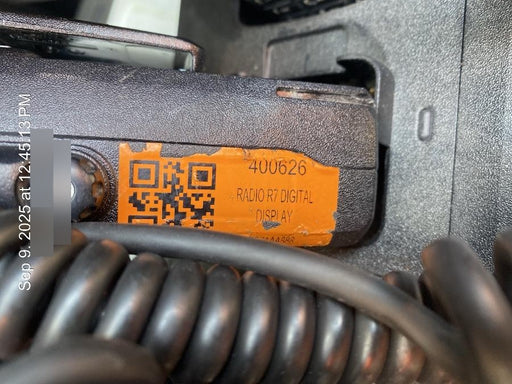 400626
RADIO R7 DIGITAL
DISPLAY
Sep 9, 2025 at 12:45:13 PM